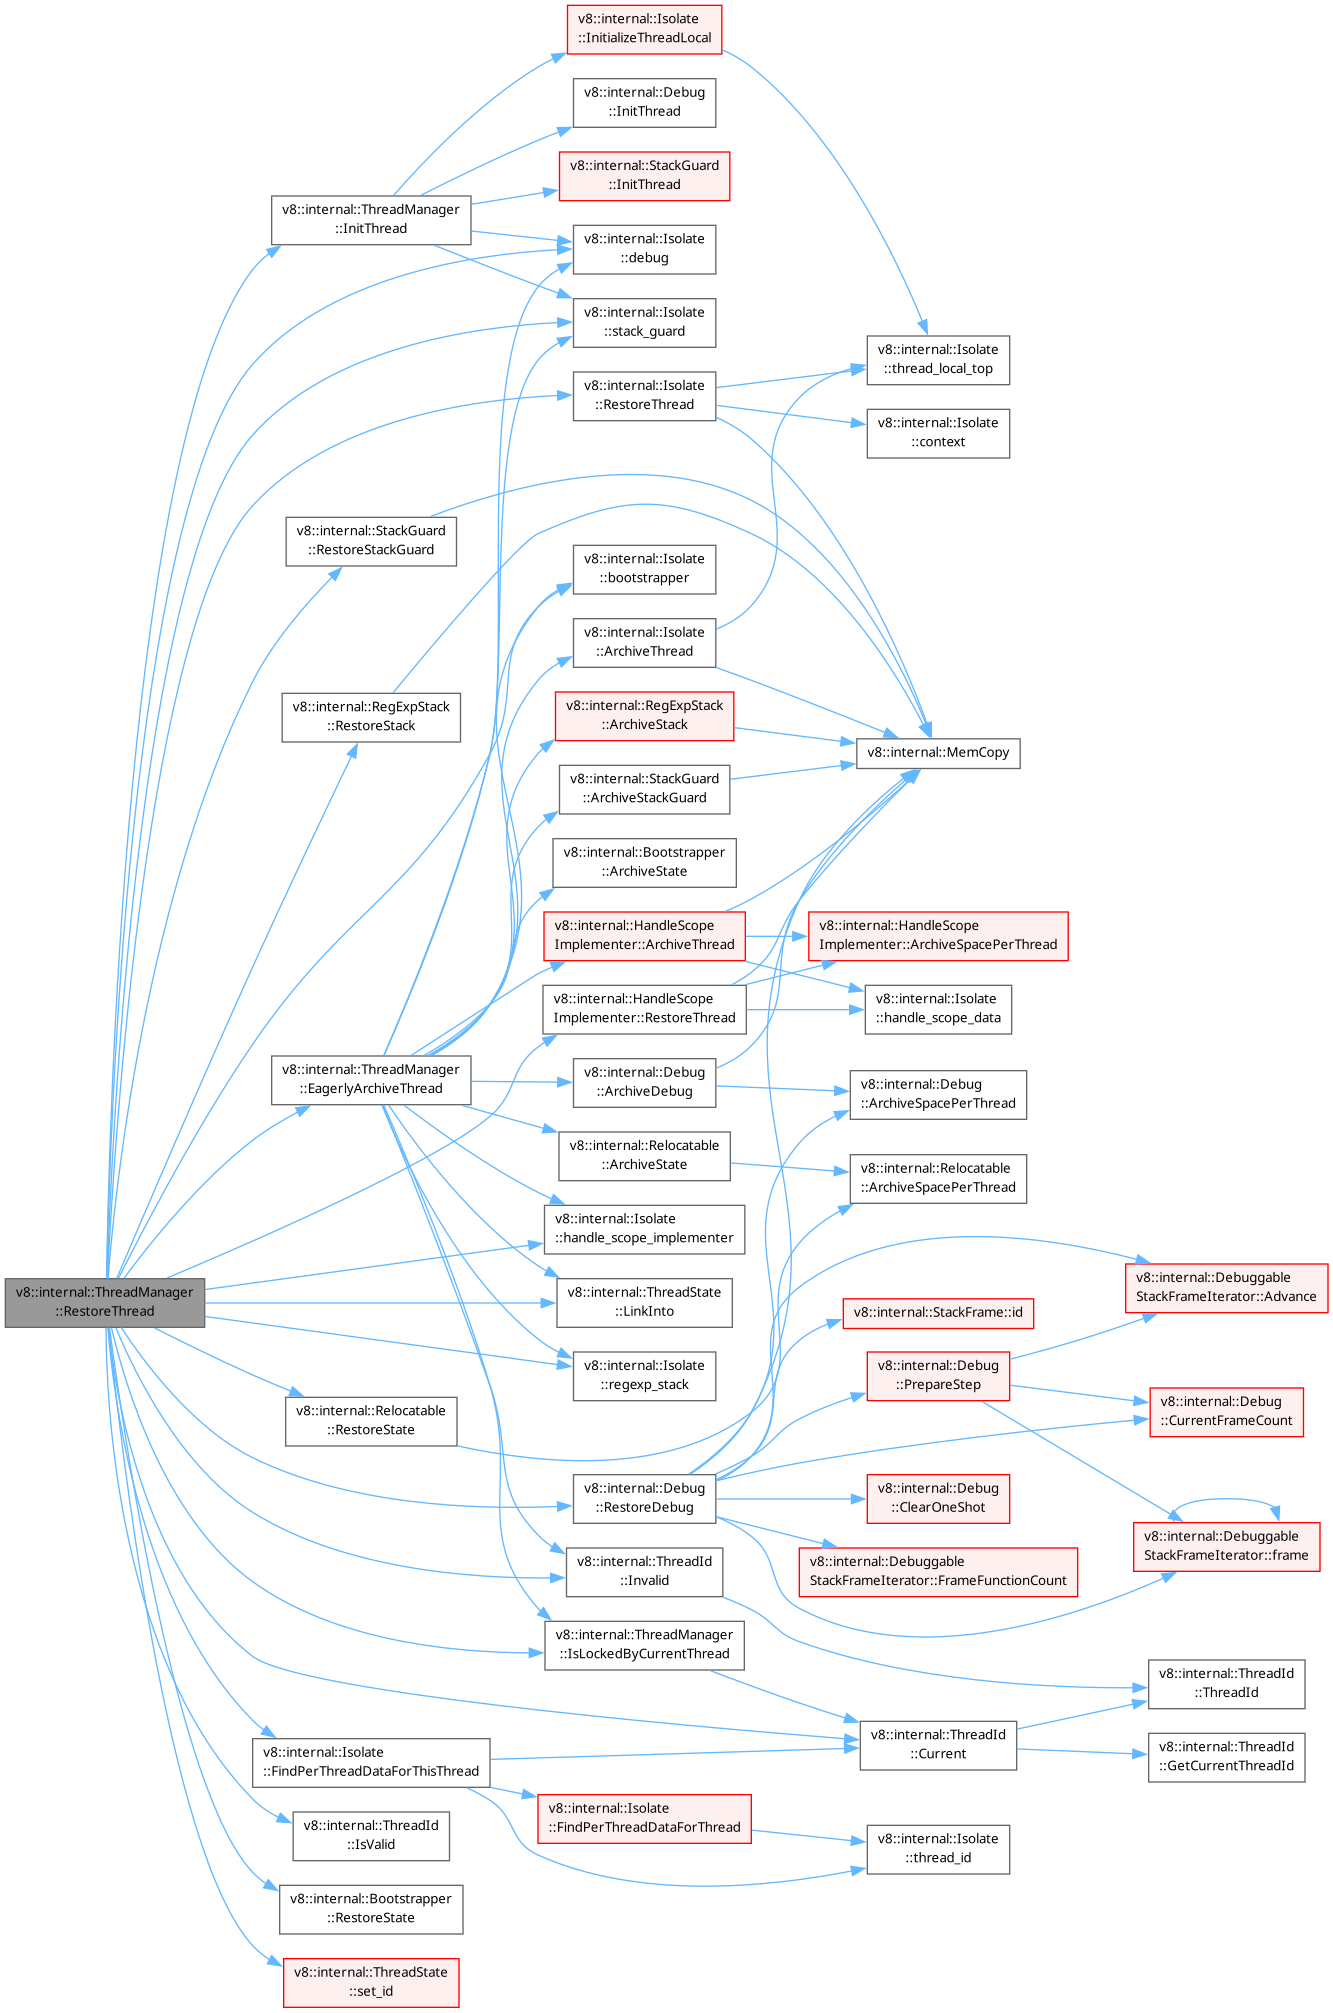 v8::internal::Isolate
::InitializeThreadLocal
v8::internal::Debug
::InitThread
v8::internal::StackGuard
::InitThread
v8::internal::ThreadManager
::InitThread
v8::internal::Isolate
::debug
v8::internal::Isolate
::stack_guard
v8::internal::Isolate
::thread_local_top
v8::internal::Isolate
::RestoreThread
v8::internal::Isolate
::context
v8::internal::StackGuard
::RestoreStackGuard
v8::internal::Isolate
::bootstrapper
v8::internal::Isolate
::ArchiveThread
v8::internal::RegExpStack
::RestoreStack
v8::internal::RegExpStack
::ArchiveStack
v8::internal::MemCopy
v8::internal::StackGuard
::ArchiveStackGuard
v8::internal::Bootstrapper
::ArchiveState
v8::internal::HandleScope
Implementer::ArchiveThread
v8::internal::HandleScope
Implementer::ArchiveSpacePerThread
v8::internal::HandleScope
Implementer::RestoreThread
v8::internal::Isolate
::handle_scope_data
v8::internal::ThreadManager
::EagerlyArchiveThread
v8::internal::Debug
::ArchiveDebug
v8::internal::Debug
::ArchiveSpacePerThread
v8::internal::Relocatable
::ArchiveState
v8::internal::Relocatable
::ArchiveSpacePerThread
v8::internal::Isolate
::handle_scope_implementer
v8::internal::ThreadManager
::RestoreThread
v8::internal::ThreadState
::LinkInto
v8::internal::StackFrame::id
v8::internal::Debuggable
StackFrameIterator::Advance
v8::internal::Isolate
::regexp_stack
v8::internal::Debug
::PrepareStep
v8::internal::Relocatable
::RestoreState
v8::internal::Debug
::CurrentFrameCount
v8::internal::Debug
::RestoreDebug
v8::internal::Debug
::ClearOneShot
v8::internal::Debuggable
StackFrameIterator::frame
v8::internal::ThreadId
::Invalid
v8::internal::Debuggable
StackFrameIterator::FrameFunctionCount
v8::internal::ThreadManager
::IsLockedByCurrentThread
v8::internal::ThreadId
::ThreadId
v8::internal::Isolate
::FindPerThreadDataForThisThread
v8::internal::ThreadId
::Current
v8::internal::ThreadId
::GetCurrentThreadId
v8::internal::ThreadId
::IsValid
v8::internal::Isolate
::FindPerThreadDataForThread
v8::internal::Isolate
::thread_id
v8::internal::Bootstrapper
::RestoreState
v8::internal::ThreadState
::set_id